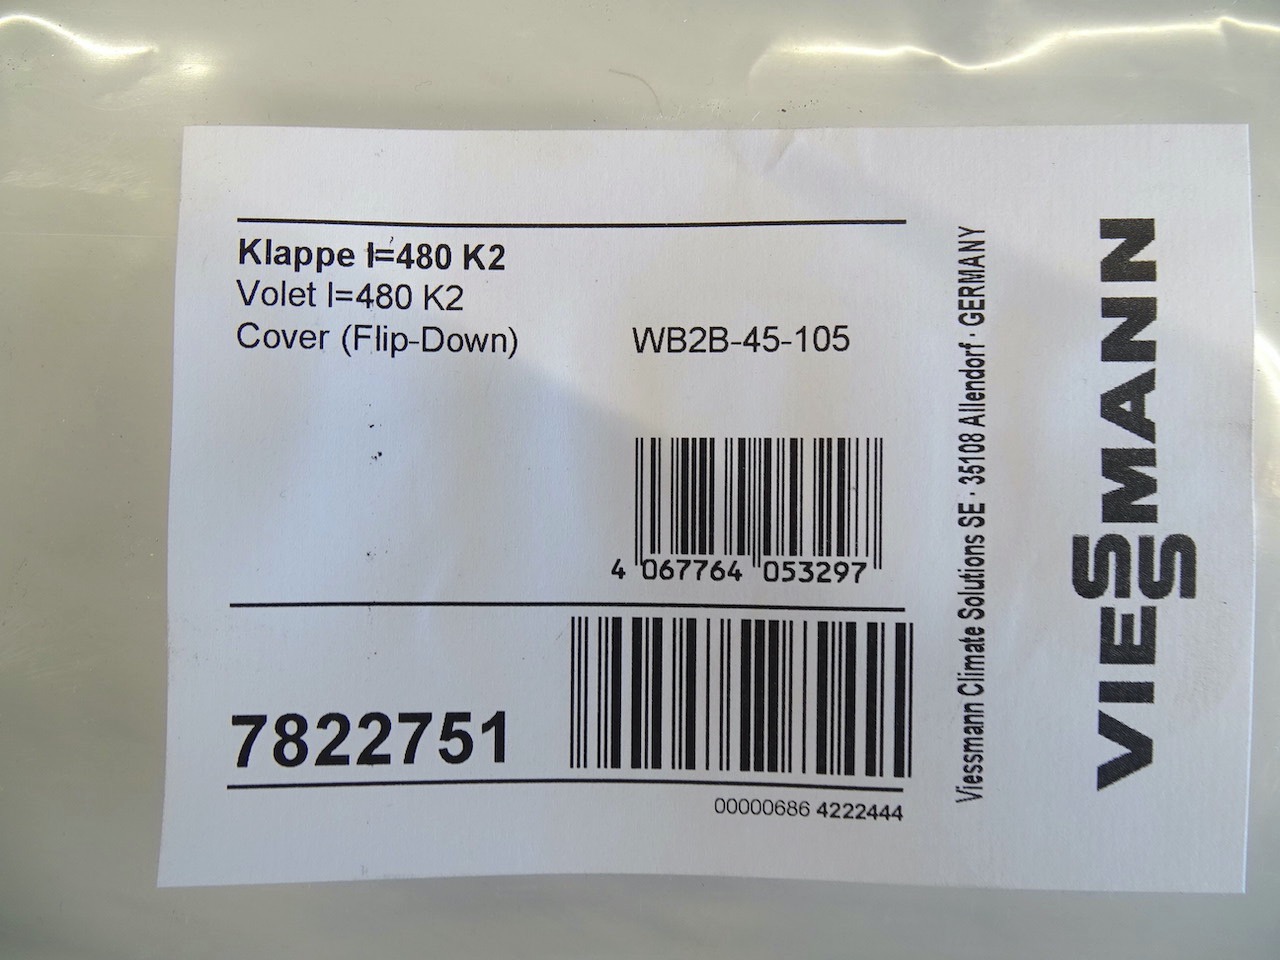 Klappe l=480 K2
Volet l=480 K2
Cover (Flip-Down) WB2B-45-105
4 067764 053297
7822751
00000686 4222444
Viessmann Climate Solutions SE · 35108 Allendorf · GERMANY
VIESSMANN